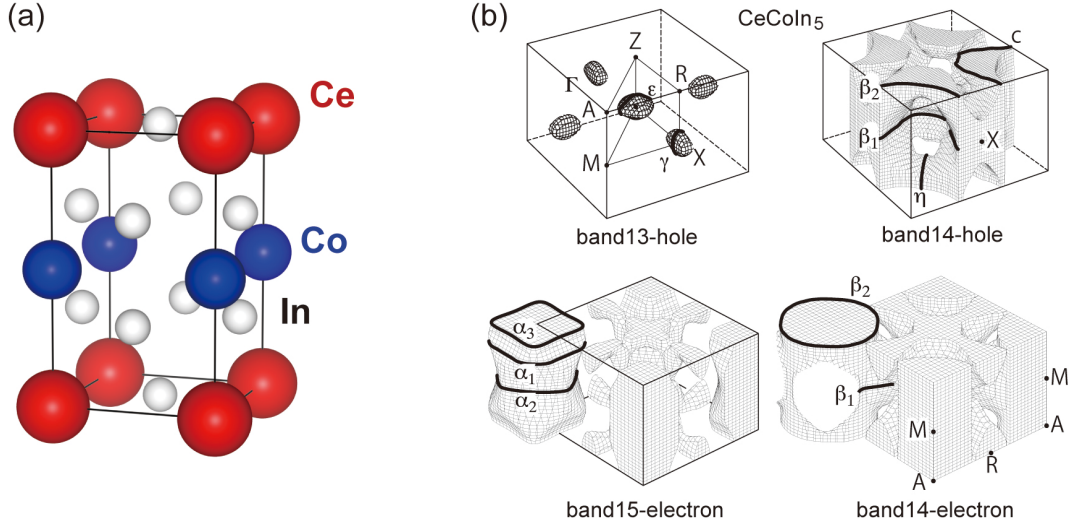 (a)
Ce
Co
In
(b)
CeCoIn5
Z
Γ
R
A
ε
M
γ
X
band13-hole
c
β2
β1
X
η
band14-hole
α3
α1
α2
band15-electron
β2
β1
M
M
A
R
A
band14-electron